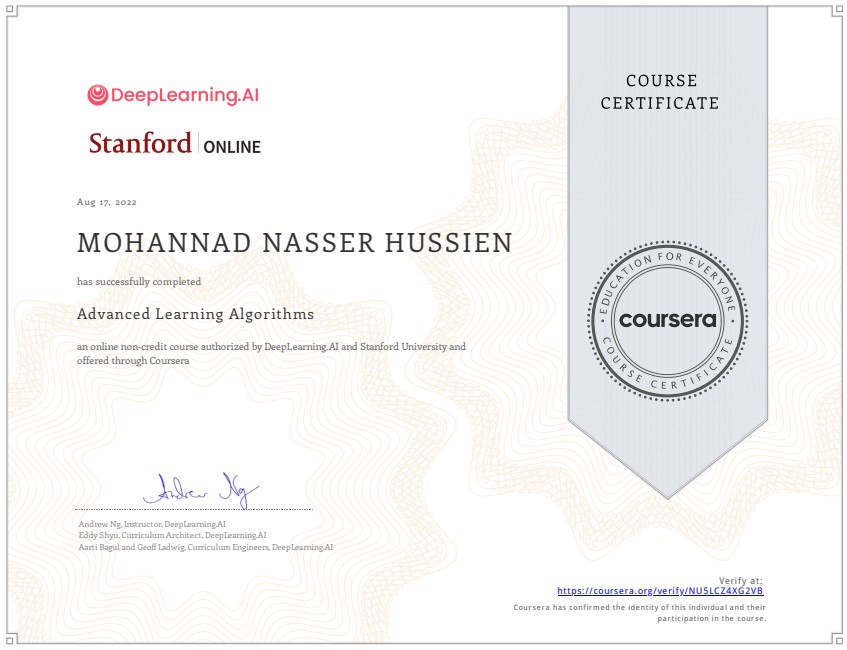 DeepLearning.AI
Stanford ONLINE
Aug 17, 2022
MOHANNAD NASSER HUSSIEN
has successfully completed
Advanced Learning Algorithms
an online non-credit course authorized by DeepLearning.AI and Stanford University and
offered through Coursera
Andrew Ng
Andrew Ng, Instructor, DeepLearning.AI
Eddy Shyu, Curriculum Architect, DeepLearning.AI
Aarti Bagul and Geoff Ladwig, Curriculum Engineers, DeepLearning.AI
COURSE
CERTIFICATE
EDUCATION FOR EVERYONE
coursera
COURSE CERTIFICATE
Verify at:
https://coursera.org/verify/NU5LCZ4XG2VB
Coursera has confirmed the identity of this individual and their
participation in the course.